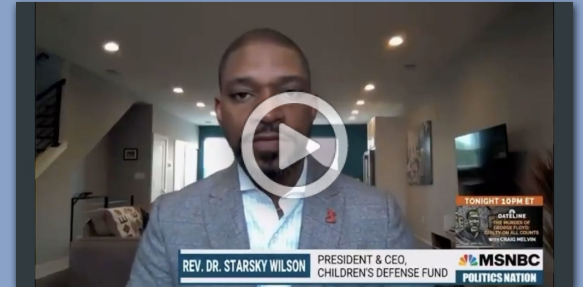 TONIGHT 10PM ET
DATELINE
THE MURDER OF
GEORGE FLOYD:
GUILTY ON ALL COUNTS
WITH CRAIG MELVIN
REV. DR. STARSKY WILSON
PRESIDENT & CEO,
CHILDREN'S DEFENSE FUND
MSNBC
POLITICS NATION